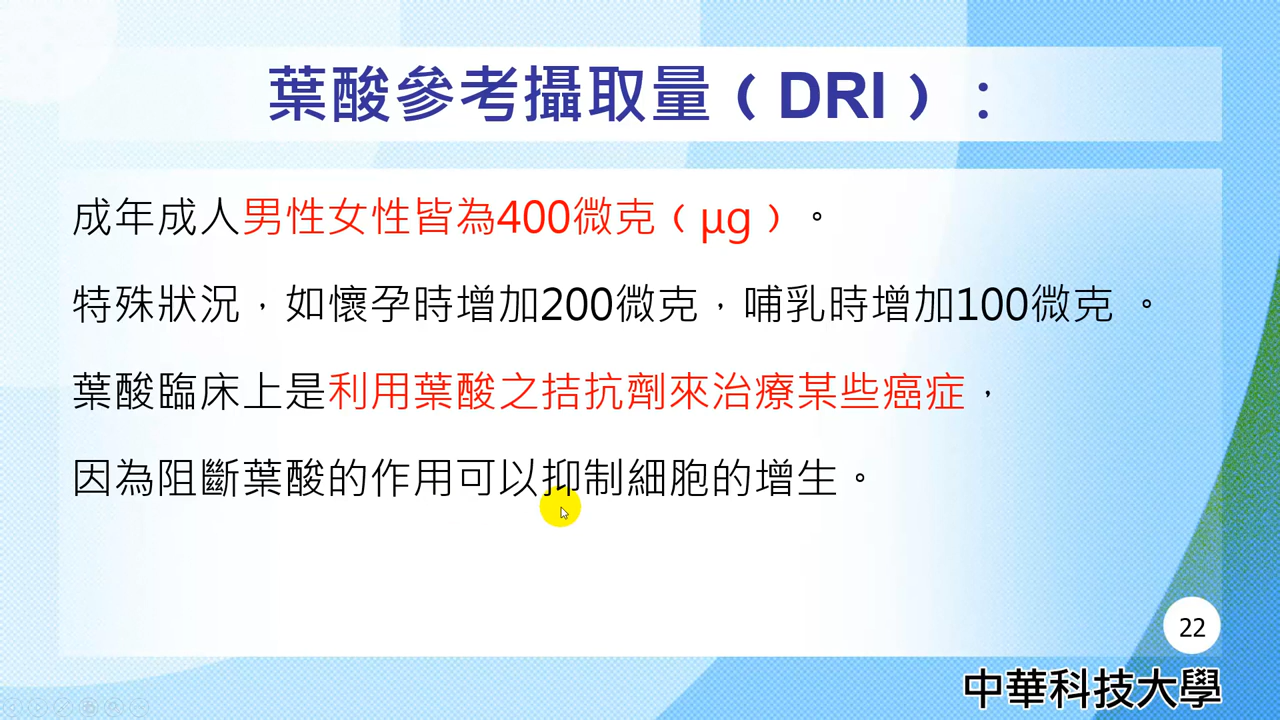 葉酸參考攝取量（DRI）：
成年成人男性女性皆為400微克（μg）。
特殊狀況，如懷孕時增加200微克，哺乳時增加100微克 。
葉酸臨床上是利用葉酸之拮抗劑來治療某些癌症，
因為阻斷葉酸的作用可以抑制細胞的增生。
22
中華科技大學